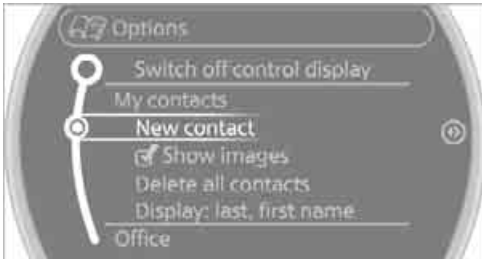 Options
Switch off control display
My contacts
New contact
Show images
Delete all contacts
Display: last, first name
Office